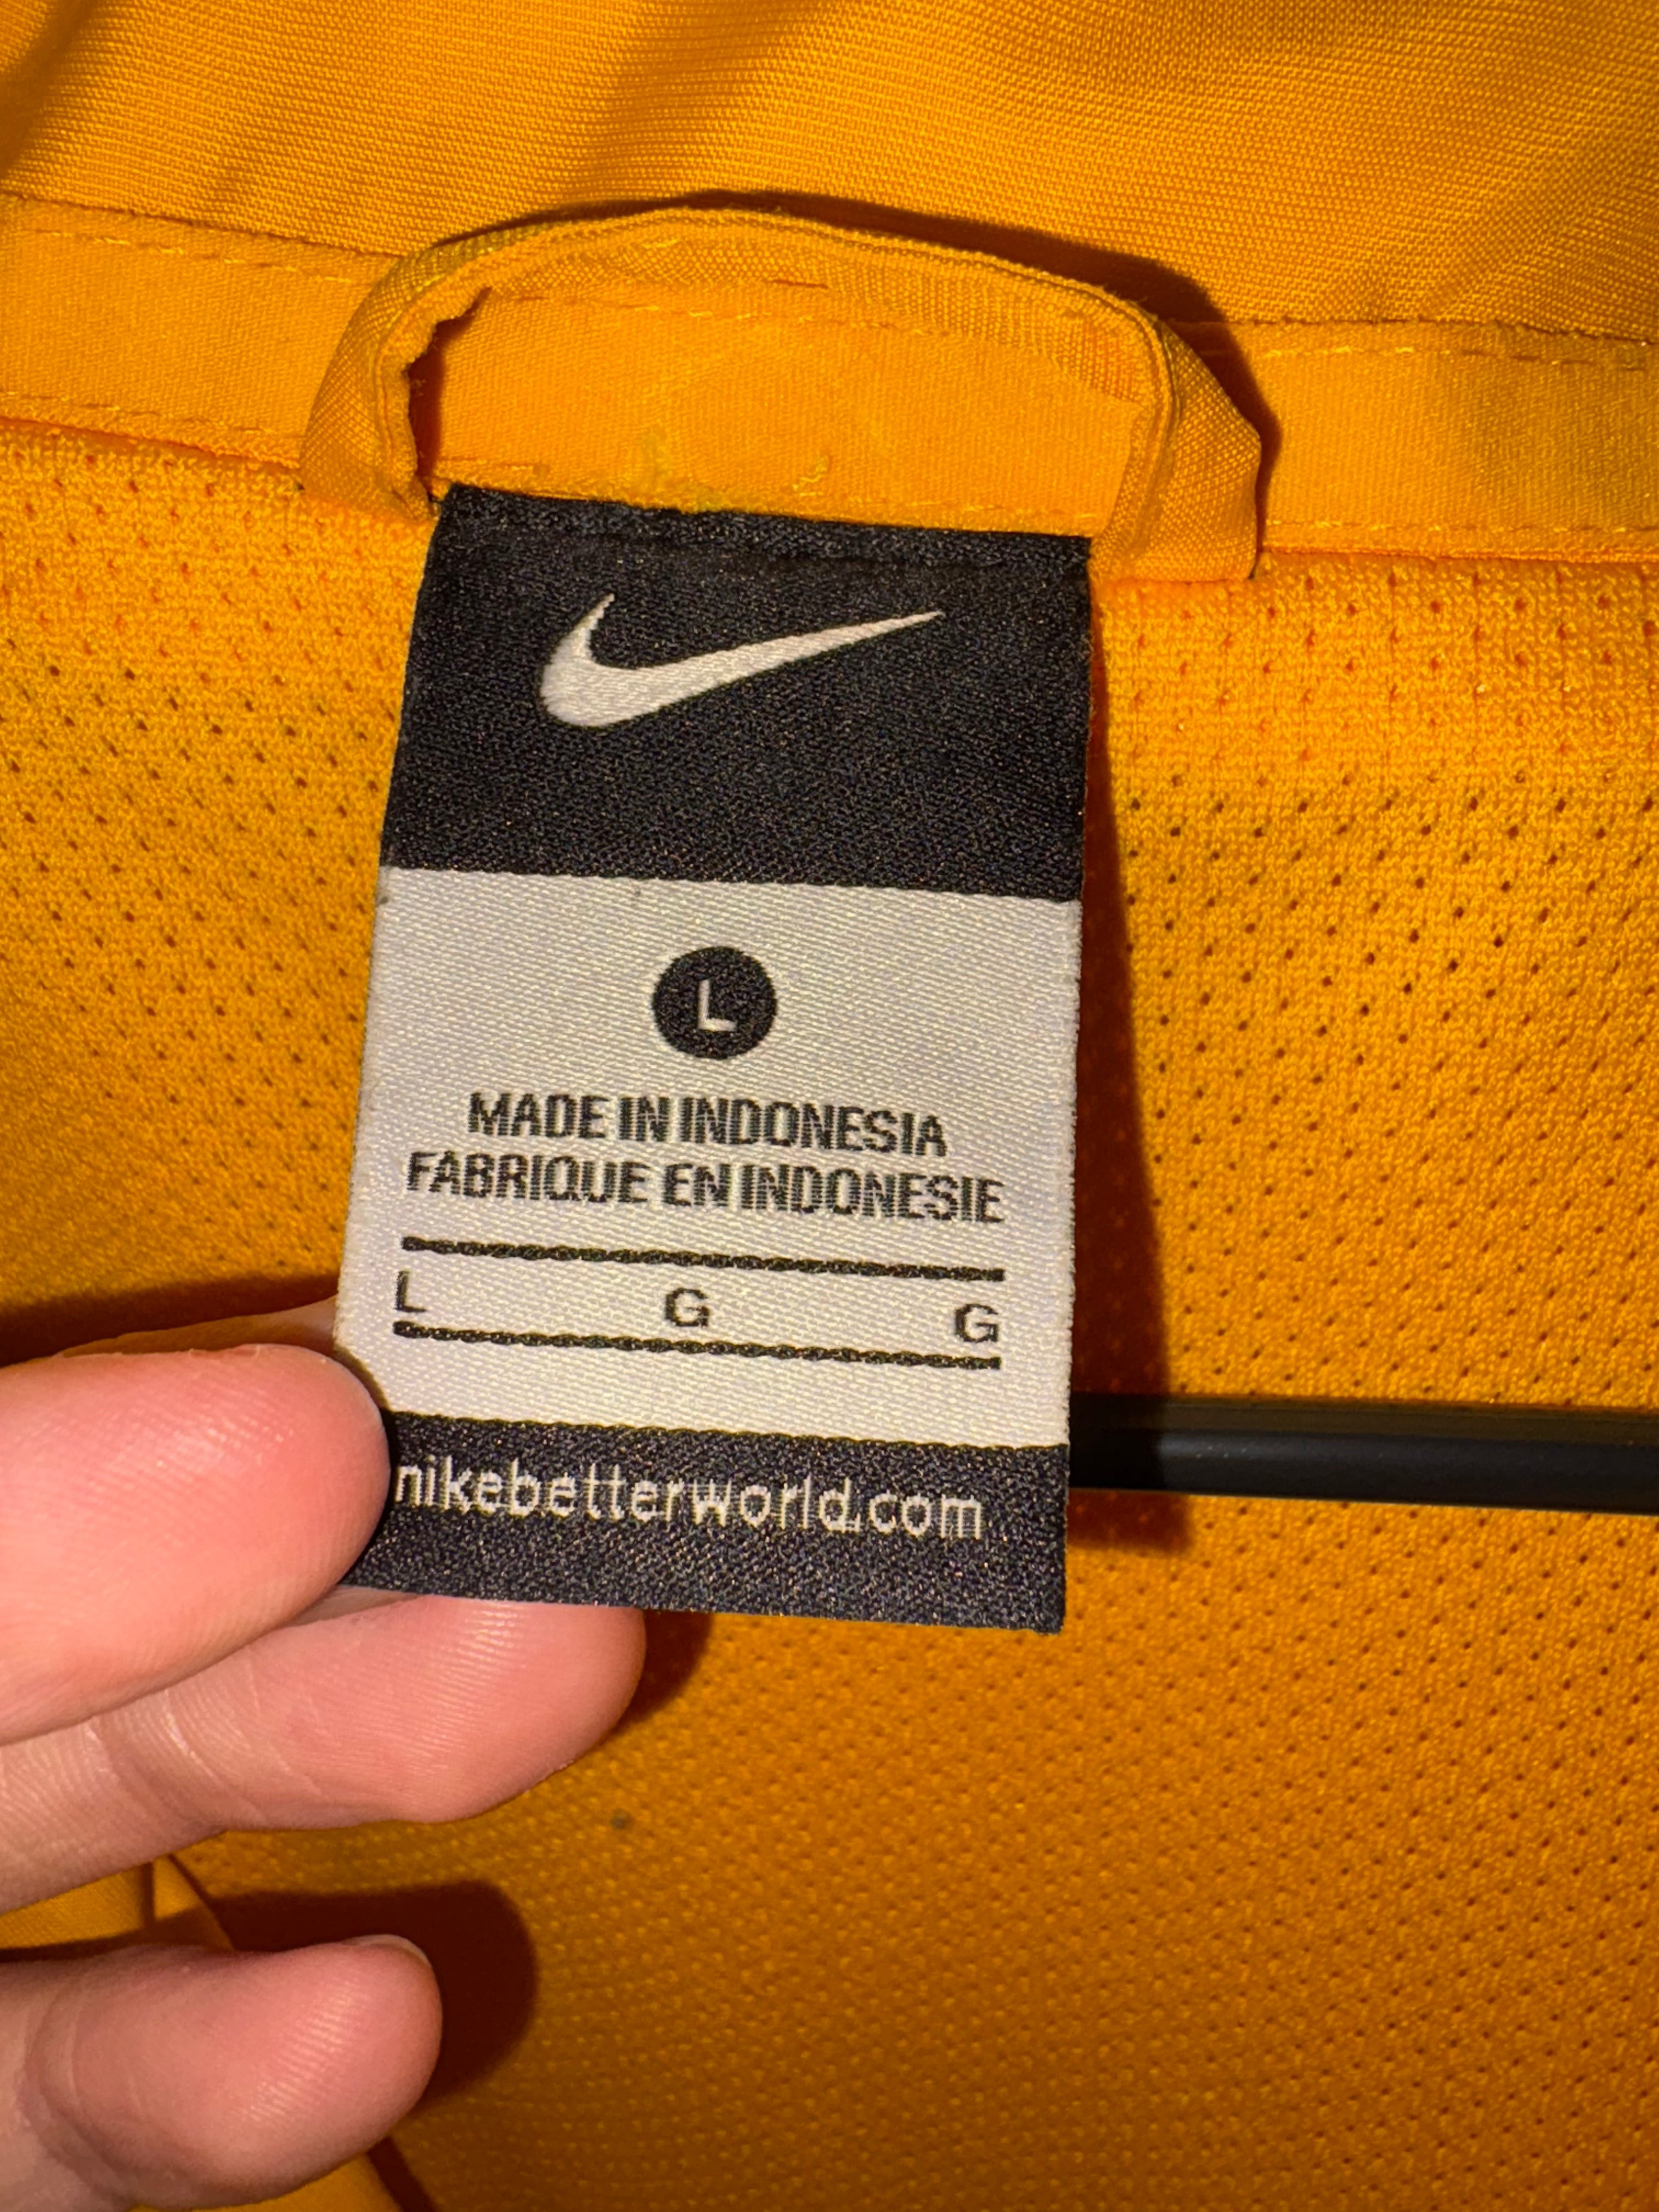 L
MADE IN INDONESIA
FABRIQUE EN INDONESIE
L G G
nikebetterworld.com